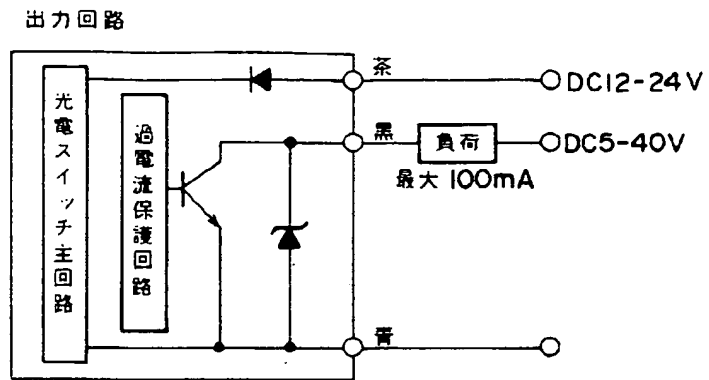 出力回路
茶
DC12-24V
黒
負荷
DC5-40V
最大 100mA
光電スイッチ主回路
過電流保護回路
青